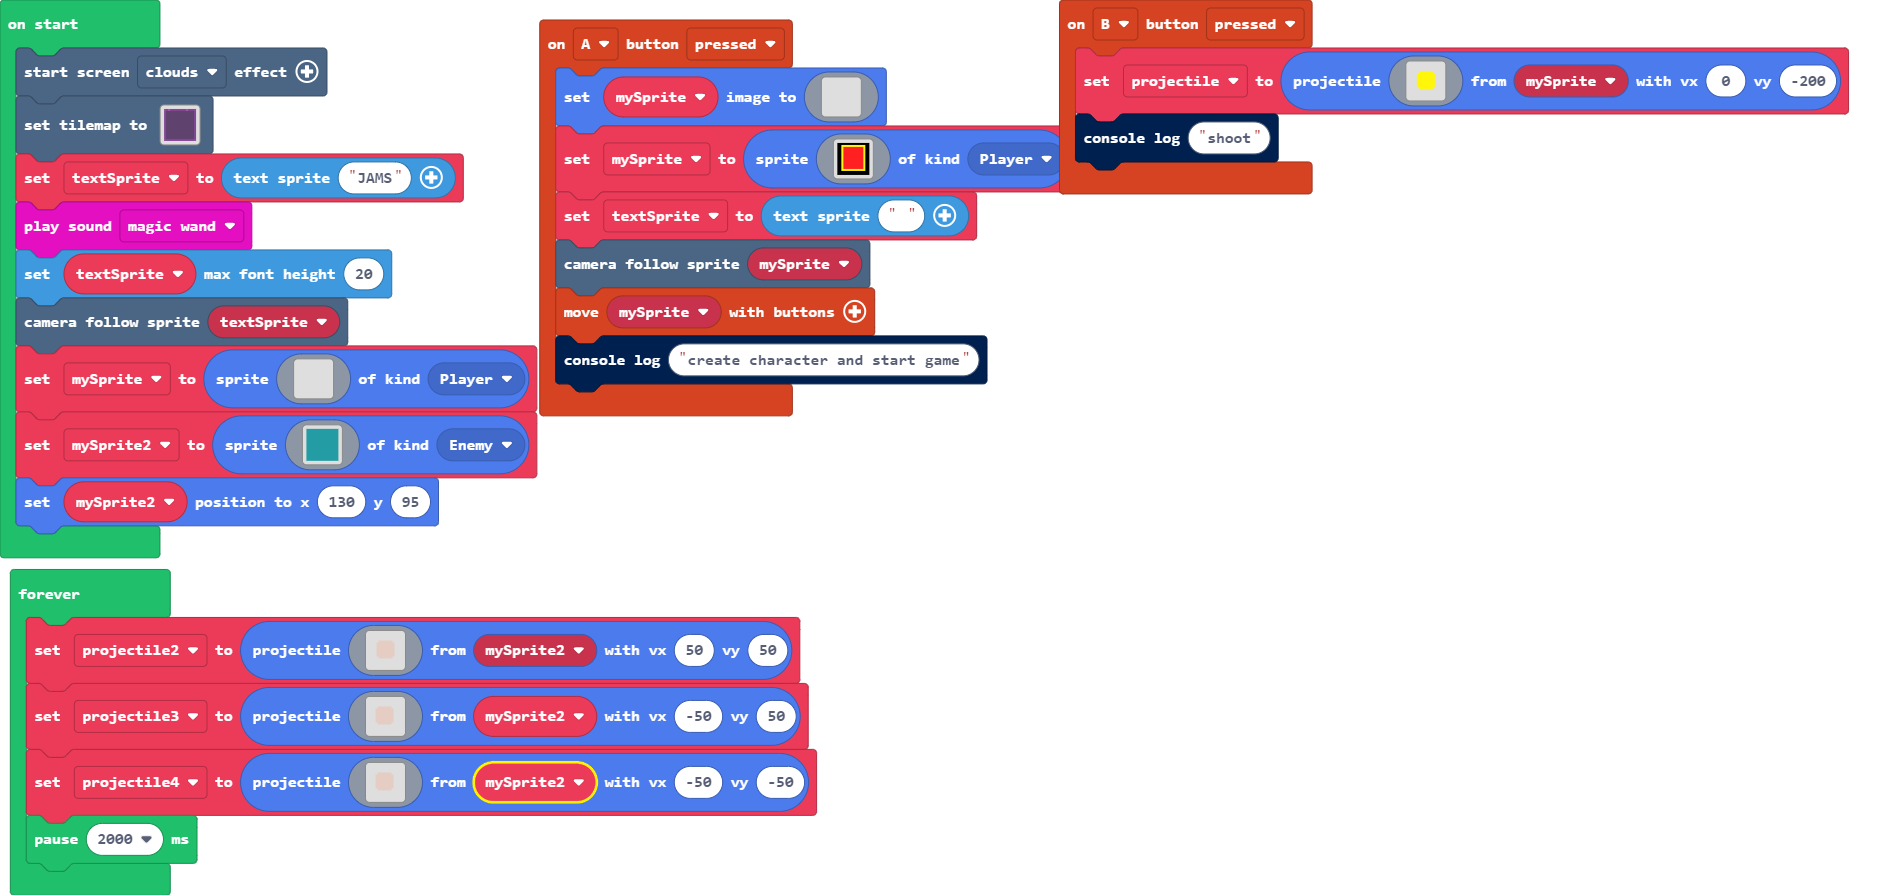 on start
start screen clouds effect
set tilemap to
set textSprite to text sprite "JAMS"
play sound magic wand
set textSprite max font height 20
camera follow sprite textSprite
set mySprite to sprite of kind Player
set mySprite2 to sprite of kind Enemy
set mySprite2 position to x 130 y 95
on A button pressed
set mySprite image to
set mySprite to sprite of kind Player
set textSprite to text sprite " "
camera follow sprite mySprite
move mySprite with buttons
console log "create character and start game"
on B button pressed
set projectile to projectile from mySprite with vx 0 vy -200
console log "shoot"
forever
set projectile2 to projectile from mySprite2 with vx 50 vy 50
set projectile3 to projectile from mySprite2 with vx -50 vy 50
set projectile4 to projectile from mySprite2 with vx -50 vy -50
pause 2000 ms